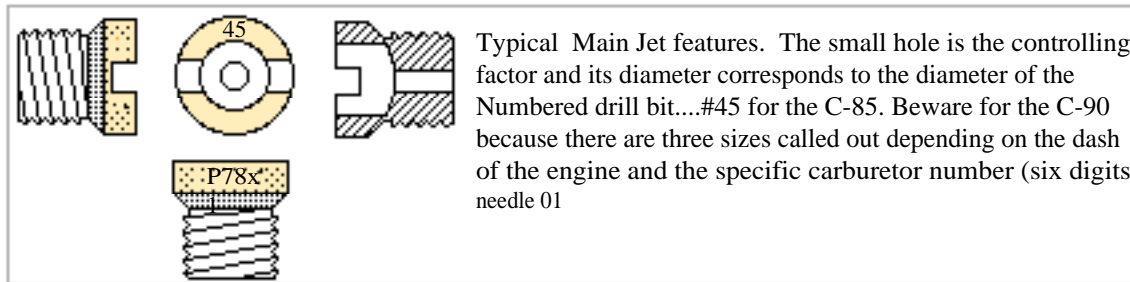 45
P78x
Typical Main Jet features. The small hole is the controlling
factor and its diameter corresponds to the diameter of the
Numbered drill bit....#45 for the C-85. Beware for the C-90
because there are three sizes called out depending on the dash
of the engine and the specific carburetor number (six digits
needle 01